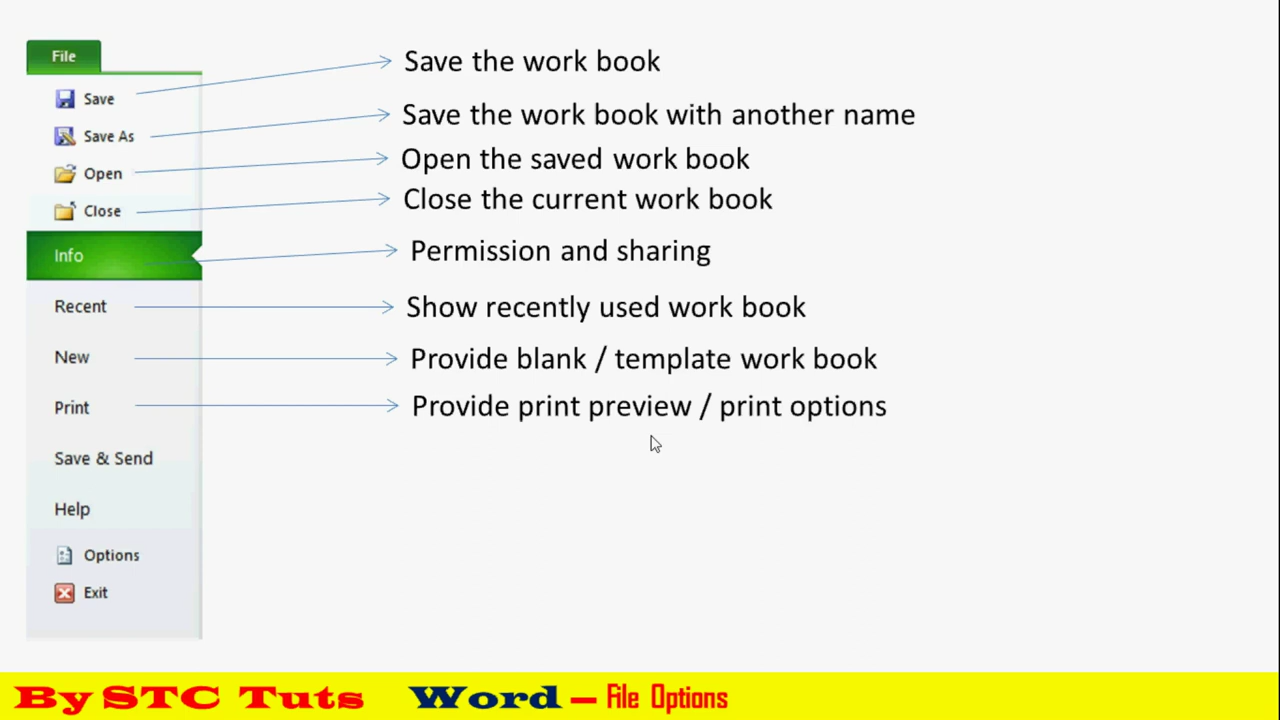 File
Save Save the work book
Save As Save the work book with another name
Open Open the saved work book
Close Close the current work book
Info Permission and sharing
Recent Show recently used work book
New Provide blank / template work book
Print Provide print preview / print options
Save & Send
Help
Options
Exit
By STC Tuts Word – File Options